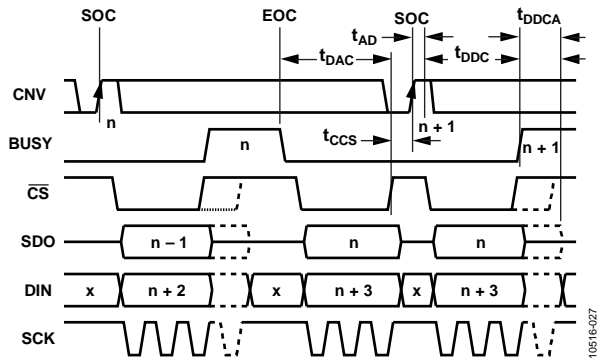 SOC EOC SOC tDDCA
tAD
tDAC tDDC
CNV
n n + 1
BUSY n tCCS n + 1
CS
SDO n – 1 n n
DIN x n + 2 x n + 3 x n + 3
SCK
10516-027